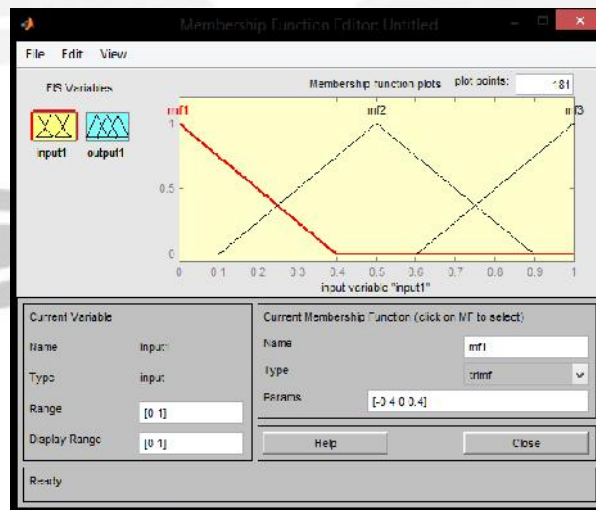 Membership Function Editor: Untitled
File Edit View
FIS Variables
Membership function plots plot points: 181
mf1 mf2 mf3
input1 output1
1
0.5
0
0 0.1 0.2 0.3 0.4 0.5 0.6 0.7 0.8 0.9 1
input variable "input1"
Current Variable
Name input1
Type input
Range [0 1]
Display Range [0 1]
Current Membership Function (click on MF to select)
Name mf1
Type trimf
Params [-0.4 0 0.4]
Help Close
Ready